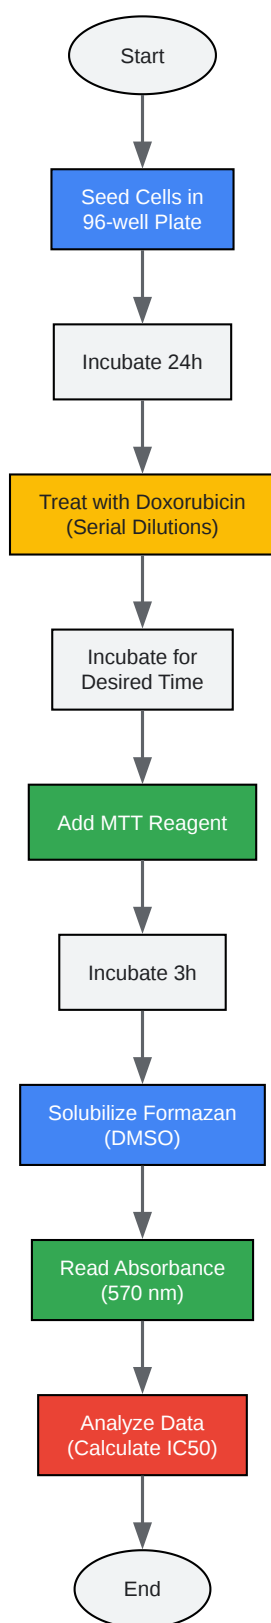 Start
Seed Cells in
96-well Plate
Incubate 24h
Treat with Doxorubicin
(Serial Dilutions)
Incubate for
Desired Time
Add MTT Reagent
Incubate 3h
Solubilize Formazan
(DMSO)
Read Absorbance
(570 nm)
Analyze Data
(Calculate IC50)
End